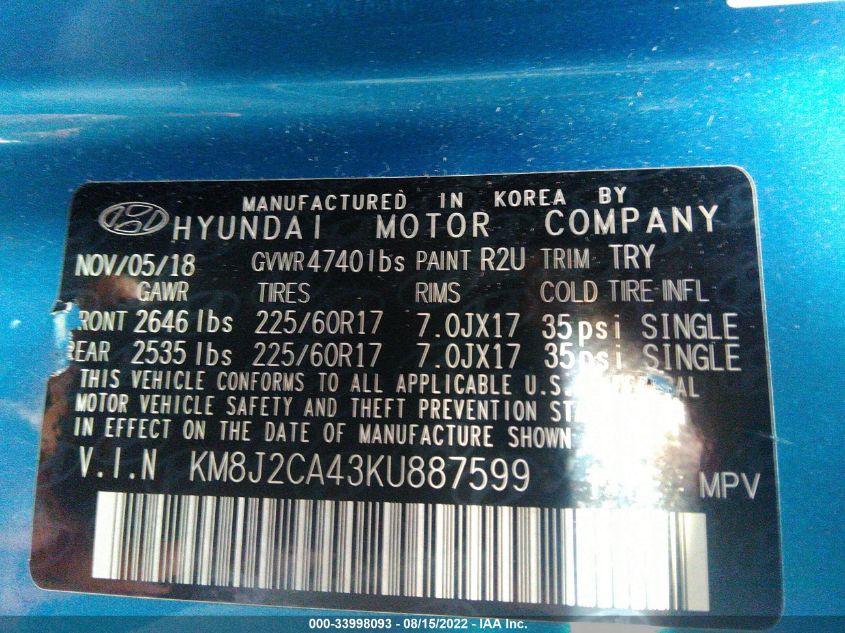 MANUFACTURED IN KOREA BY
HYUNDAI MOTOR COMPANY
NOV/05/18 GVWR 4740lbs PAINT R2U TRIM TRY
GAWR TIRES RIMS COLD TIRE INFL
RONT 2646 lbs 225/60R17 7.0JX17 35psi SINGLE
REAR 2535 lbs 225/60R17 7.0JX17 35psi SINGLE
THIS VEHICLE CONFORMS TO ALL APPLICABLE U.S.
MOTOR VEHICLE SAFETY AND THEFT PREVENTION
IN EFFECT ON THE DATE OF MANUFACTURE SHOWN
V.I.N KM8J2CA43KU887599 MPV
000-33998093 - 08/15/2022 - IAA Inc.